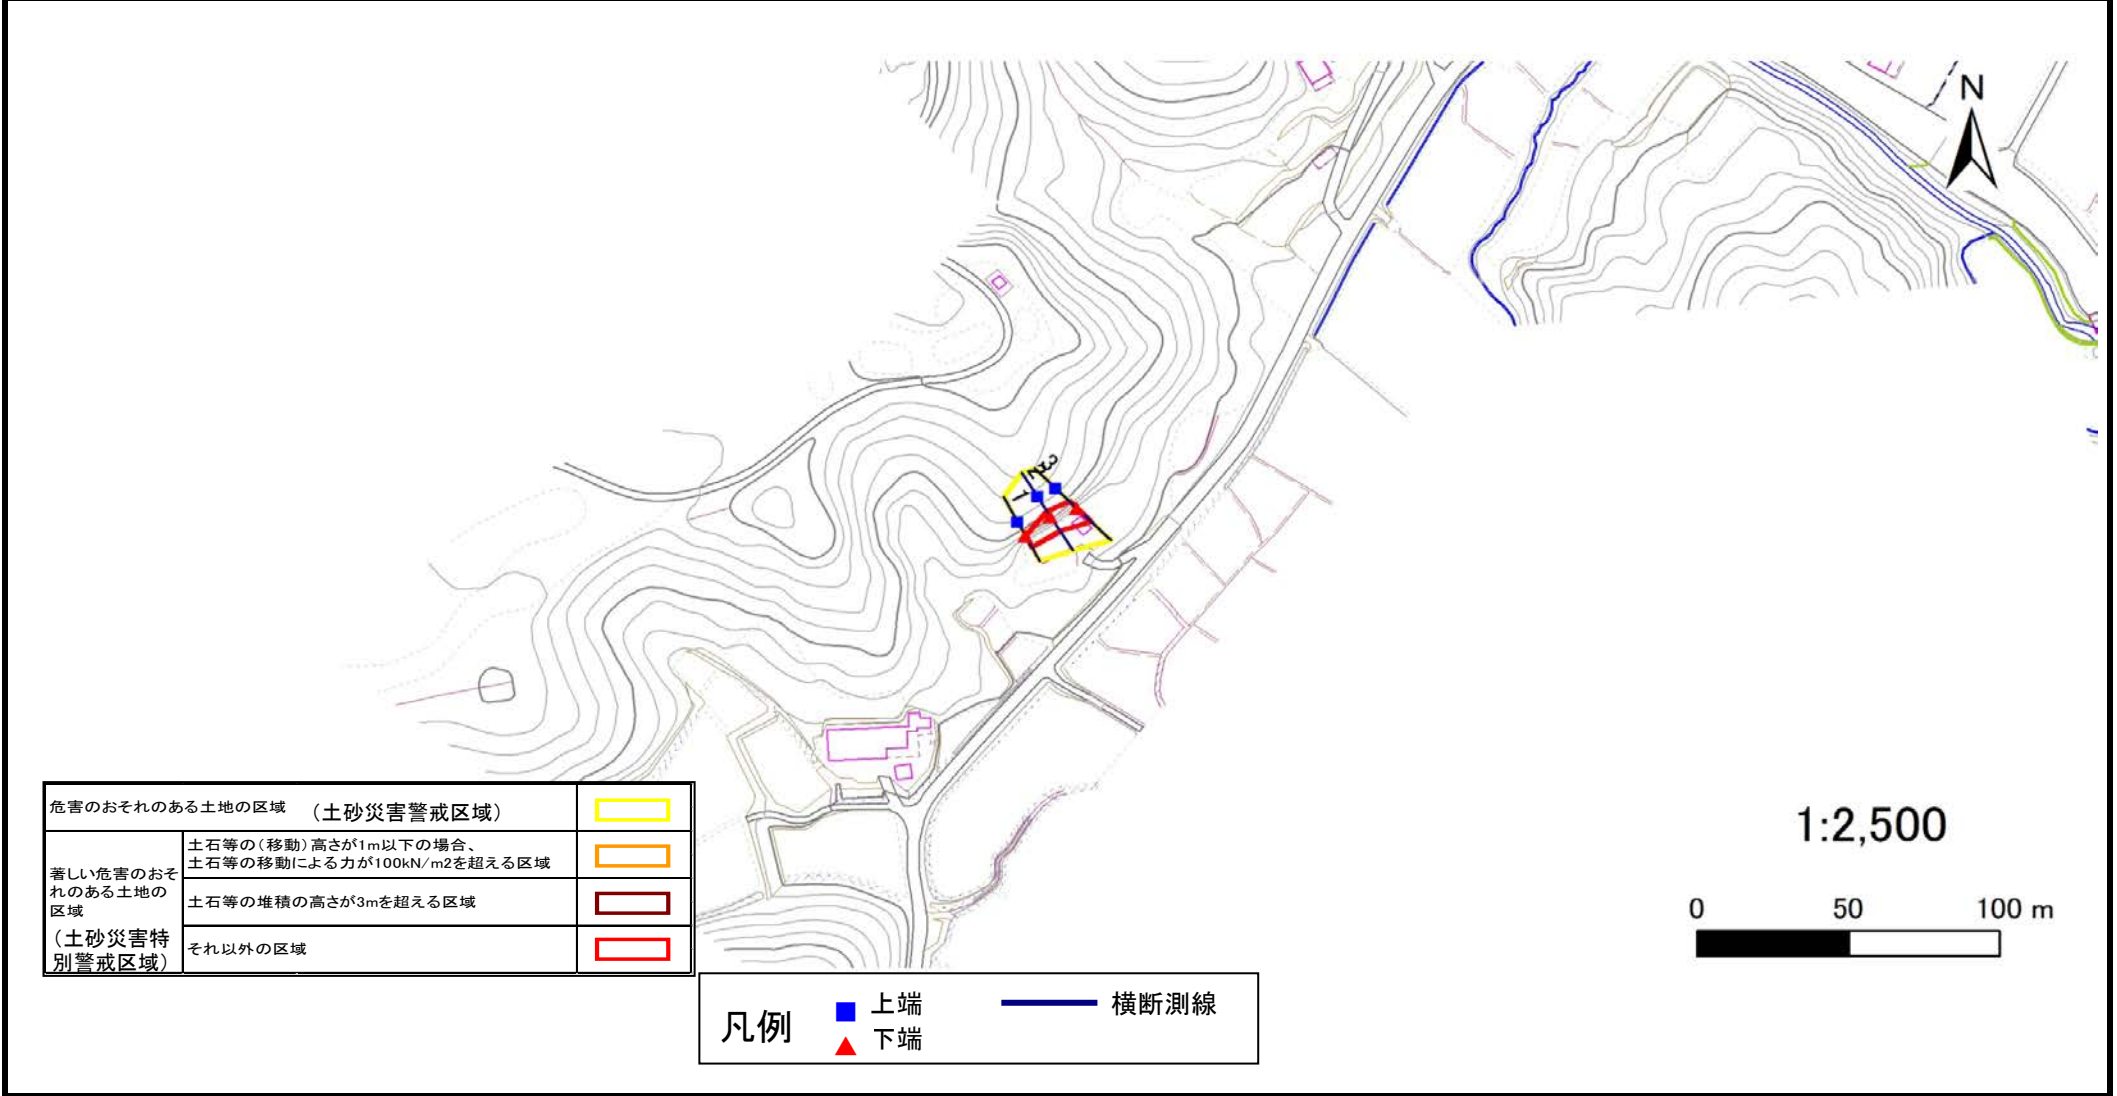 N
3
2
1
危害のおそれのある土地の区域 （土砂災害警戒区域）
著しい危害のおそ
れのある土地の
区域
（土砂災害特
別警戒区域）
土石等の（移動）高さが1m以下の場合、
土石等の移動による力が100kN/m2を超える区域
土石等の堆積の高さが3mを超える区域
それ以外の区域
1:2,500
0 50 100 m
凡例
上端
下端
横断測線